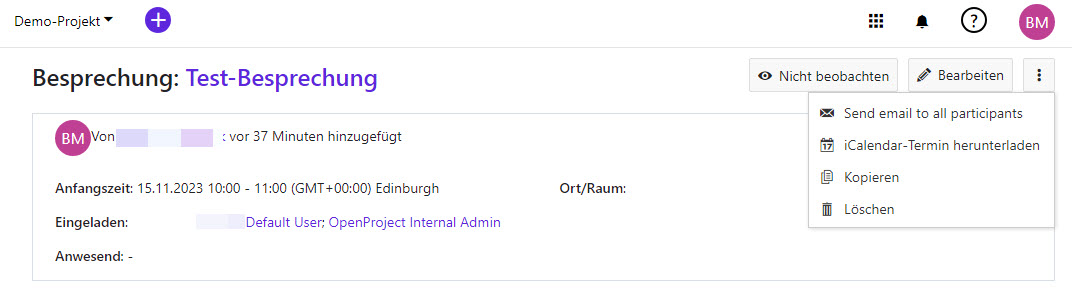 Demo-Projekt
BM
Besprechung: Test-Besprechung
Nicht beobachten
Bearbeiten
Send email to all participants
iCalendar-Termin herunterladen
Kopieren
Löschen
BM
Von vor 37 Minuten hinzugefügt
Anfangszeit: 15.11.2023 10:00 - 11:00 (GMT+00:00) Edinburgh
Ort/Raum:
Eingeladen: Default User; OpenProject Internal Admin
Anwesend: -